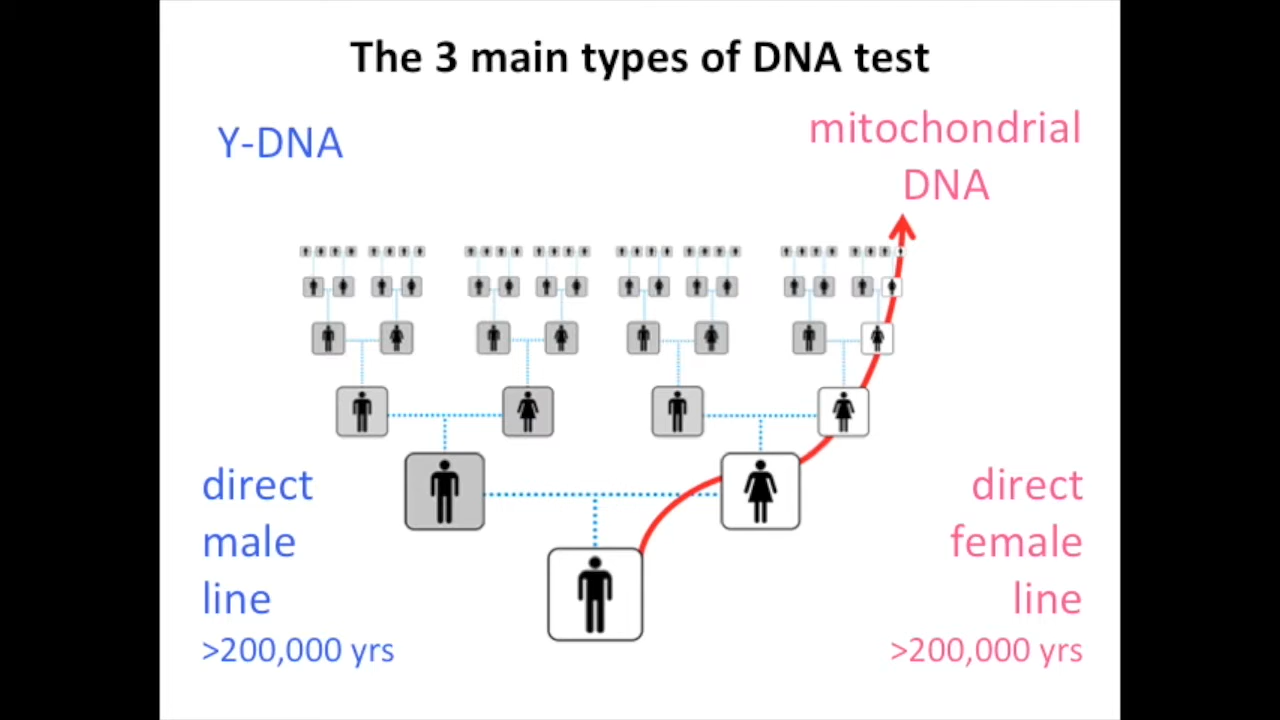 The 3 main types of DNA test
Y-DNA
mitochondrial
DNA
direct
male
line
>200,000 yrs
direct
female
line
>200,000 yrs